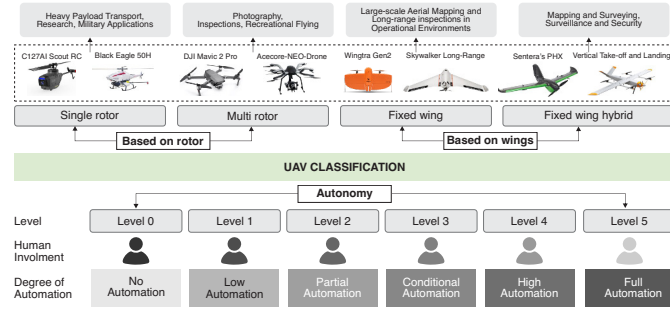 Heavy Payload Transport,
Research, Military Applications
Photography,
Inspections, Recreational Flying
Large-scale Aerial Mapping and
Long-range inspections in
Operational Environments
Mapping and Surveying,
Surveillance and Security
C127AI Scout RC
Black Eagle 50H
DJI Mavic 2 Pro
Acecore-NEO-Drone
Wingtra Gen2
Skywalker Long-Range
Sentera's PHX
Vertical Take-off and Landing
Single rotor
Multi rotor
Fixed wing
Fixed wing hybrid
Based on rotor
Based on wings
UAV CLASSIFICATION
Autonomy
Level
Level 0
Level 1
Level 2
Level 3
Level 4
Level 5
Human
Involment
Degree of
Automation
No
Automation
Low
Automation
Partial
Automation
Conditional
Automation
High
Automation
Full
Automation